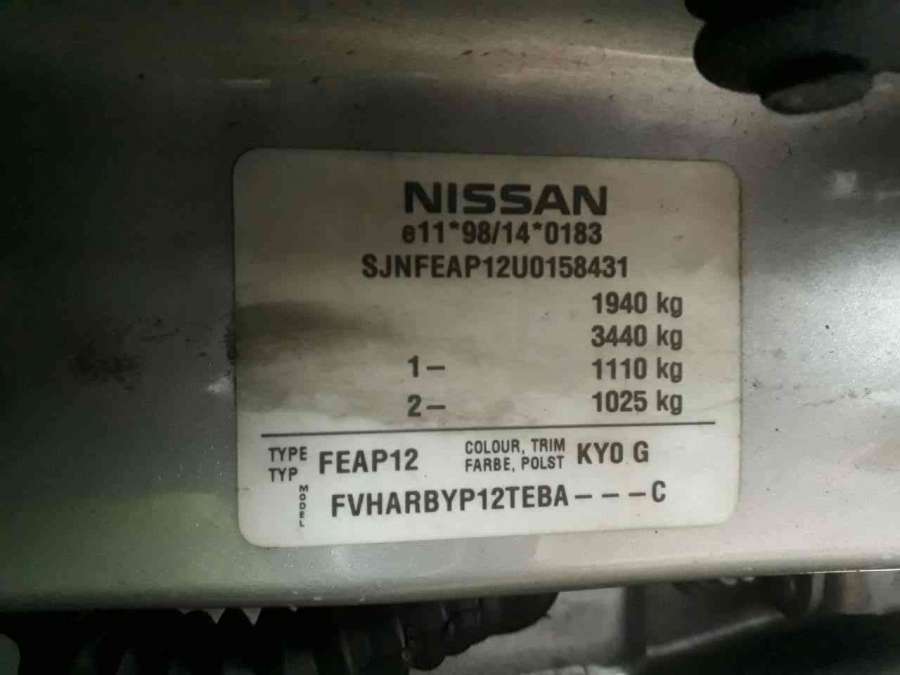 NISSAN
e11*98/14*0183
SJNFEAP12U0158431
1940 kg
3440 kg
1– 1110 kg
2– 1025 kg
TYPE
TYP FEAP12
COLOUR, TRIM
FARBE, POLST KY0 G
MODEL FVHARBYP12TEBA–––C